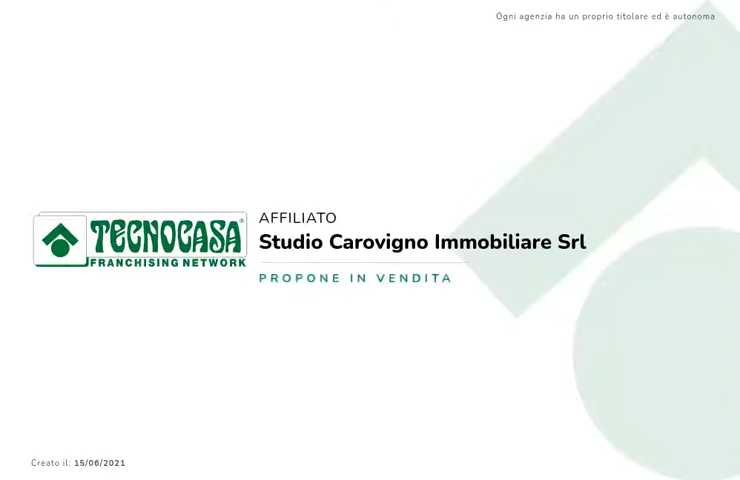 Ogni agenzia ha un proprio titolare ed è autonoma
AFFILIATO
TECNOCASA®
Studio Carovigno Immobiliare Srl
FRANCHISING NETWORK
PROPONE IN VENDITA
Creato il: 15/06/2021